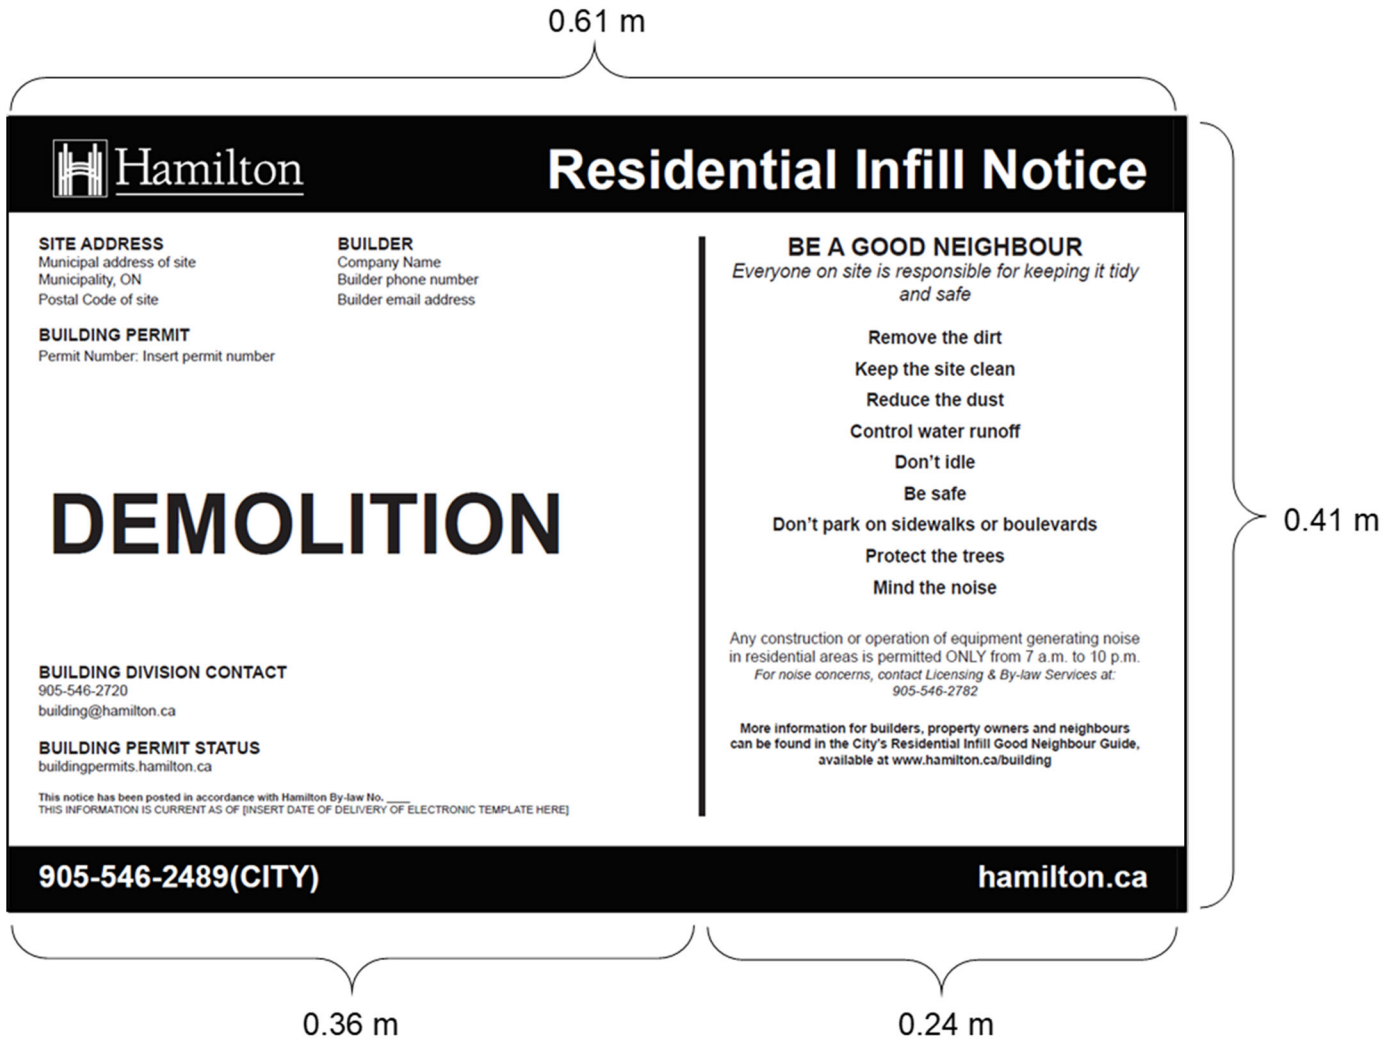 0.61 m
Hamilton
Residential Infill Notice
SITE ADDRESS
Municipal address of site
Municipality, ON
Postal Code of site
BUILDER
Company Name
Builder phone number
Builder email address
BUILDING PERMIT
Permit Number: Insert permit number
DEMOLITION
BUILDING DIVISION CONTACT
905-546-2720
building@hamilton.ca
BUILDING PERMIT STATUS
buildingpermits.hamilton.ca
This notice has been posted in accordance with Hamilton By-law No. ____
THIS INFORMATION IS CURRENT AS OF [INSERT DATE OF DELIVERY OF ELECTRONIC TEMPLATE HERE]
BE A GOOD NEIGHBOUR
Everyone on site is responsible for keeping it tidy
and safe
Remove the dirt
Keep the site clean
Reduce the dust
Control water runoff
Don't idle
Be safe
Don't park on sidewalks or boulevards
Protect the trees
Mind the noise
Any construction or operation of equipment generating noise
in residential areas is permitted ONLY from 7 a.m. to 10 p.m.
For noise concerns, contact Licensing & By-law Services at:
905-546-2782
More information for builders, property owners and neighbours
can be found in the City's Residential Infill Good Neighbour Guide,
available at www.hamilton.ca/building
0.41 m
905-546-2489(CITY)
hamilton.ca
0.36 m
0.24 m